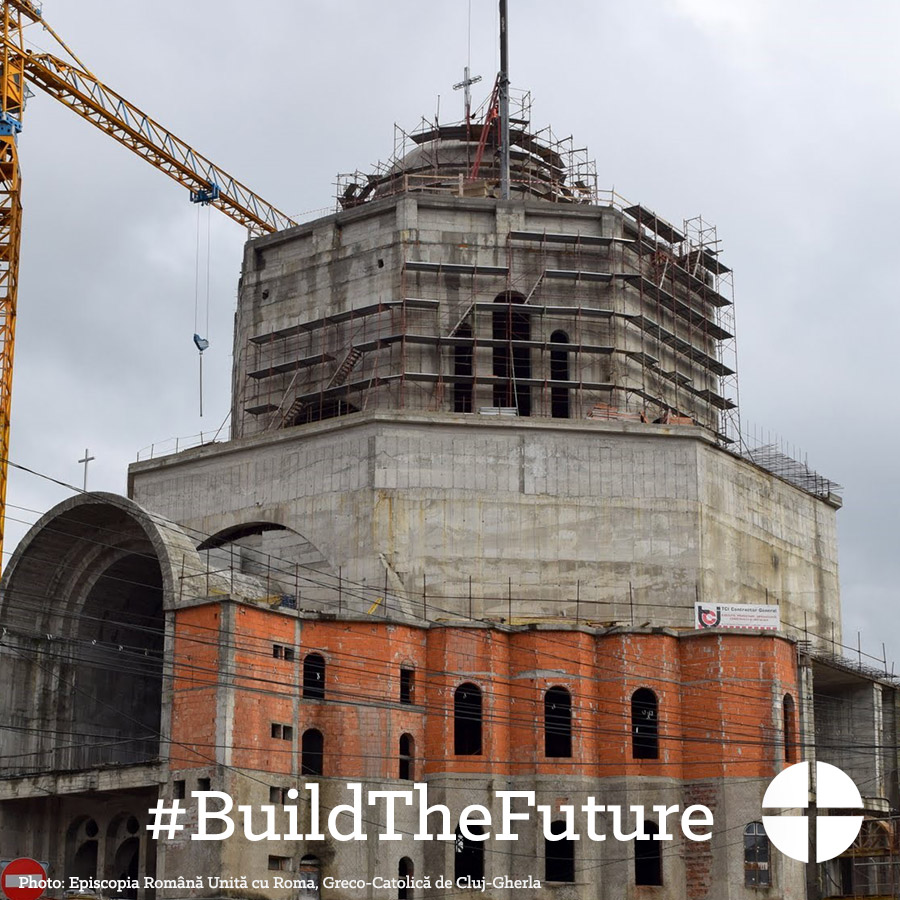 TCI Contractor General
#BuildTheFuture
Photo: Episcopia Română Unită cu Roma, Greco-Catolică de Cluj-Gherla